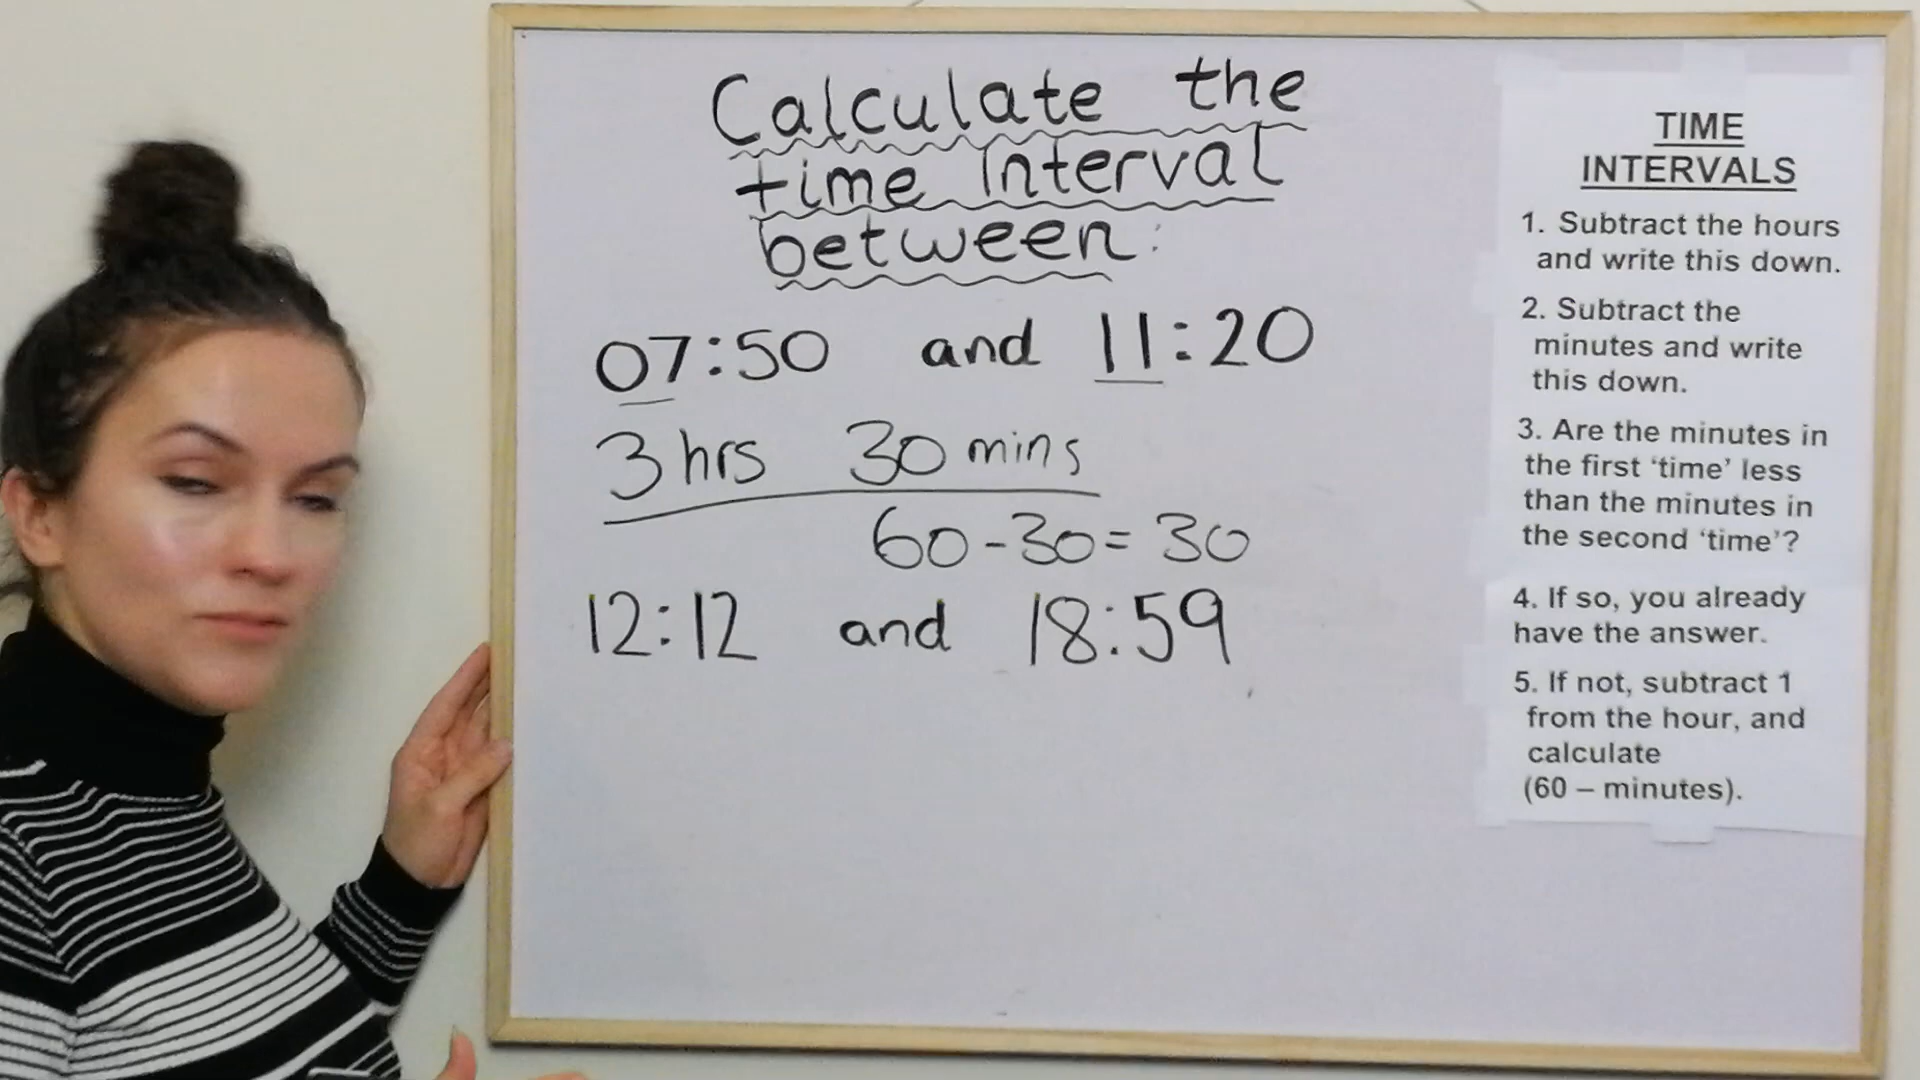 Calculate the
time interval
between:
07:50 and 11:20
3 hrs 30 mins
60-30=30
12:12 and 18:59
TIME
INTERVALS
1. Subtract the hours
and write this down.
2. Subtract the
minutes and write
this down.
3. Are the minutes in
the first ‘time’ less
than the minutes in
the second ‘time’?
4. If so, you already
have the answer.
5. If not, subtract 1
from the hour, and
calculate
(60 – minutes).